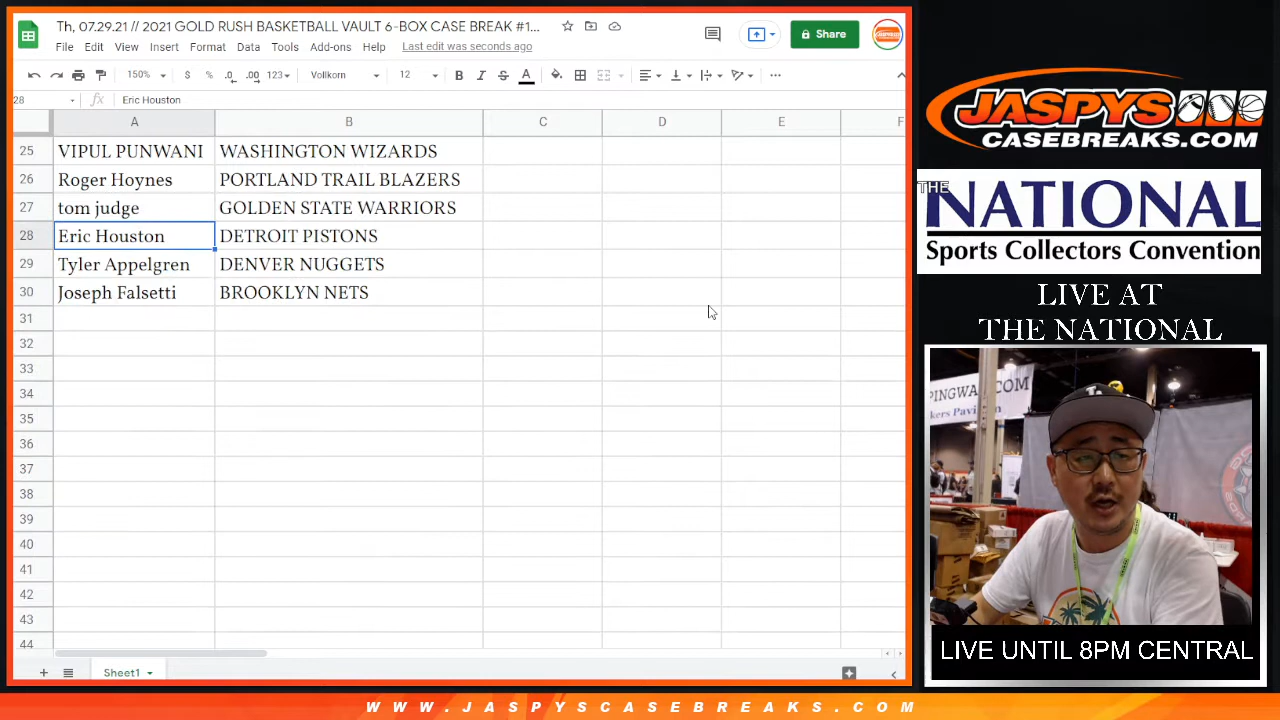 Th, 07.29.21 // 2021 GOLD RUSH BASKETBALL VAULT 6-BOX CASE BREAK #1...
File Edit View Insert Format Data Tools Add-ons Help Last edit was seconds ago
Share
150% $ % .0 .00 123 Vollkorn 12 B I S A
28 fx Eric Houston
A B C D E F
25 VIPUL PUNWANI WASHINGTON WIZARDS
26 Roger Hoynes PORTLAND TRAIL BLAZERS
27 tom judge GOLDEN STATE WARRIORS
28 Eric Houston DETROIT PISTONS
29 Tyler Appelgren DENVER NUGGETS
30 Joseph Falsetti BROOKLYN NETS
31
32
33
34
35
36
37
38
39
40
41
42
43
44
Sheet1
JASPYS
CASEBREAKS.COM
THE
NATIONAL
Sports Collectors Convention
LIVE AT
THE NATIONAL
PINGWA .COM
kers Pavilion
LIVE UNTIL 8PM CENTRAL
WWW.JASPYSCASEBREAKS.COM